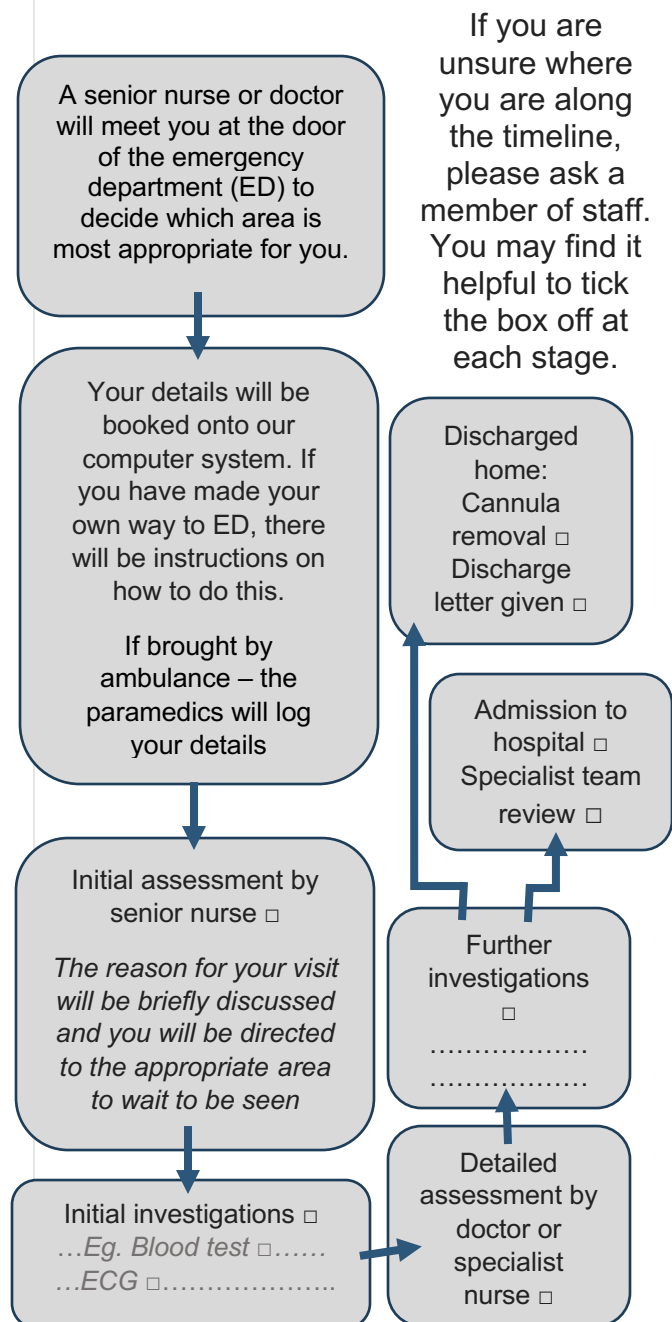 If you are
unsure where
you are along
the timeline,
please ask a
member of staff.
You may find it
helpful to tick
the box off at
each stage.
A senior nurse or doctor
will meet you at the door
of the emergency
department (ED) to
decide which area is
most appropriate for you.
Your details will be
booked onto our
computer system. If
you have made your
own way to ED, there
will be instructions on
how to do this.
If brought by
ambulance – the
paramedics will log
your details
Initial assessment by
senior nurse □
The reason for your visit
will be briefly discussed
and you will be directed
to the appropriate area
to wait to be seen
Initial investigations □
…Eg. Blood test □……
…ECG □…………………..
Detailed
assessment by
doctor or
specialist
nurse □
Further
investigations
□
………………
………………
Admission to
hospital □
Specialist team
review □
Discharged
home:
Cannula
removal □
Discharge
letter given □